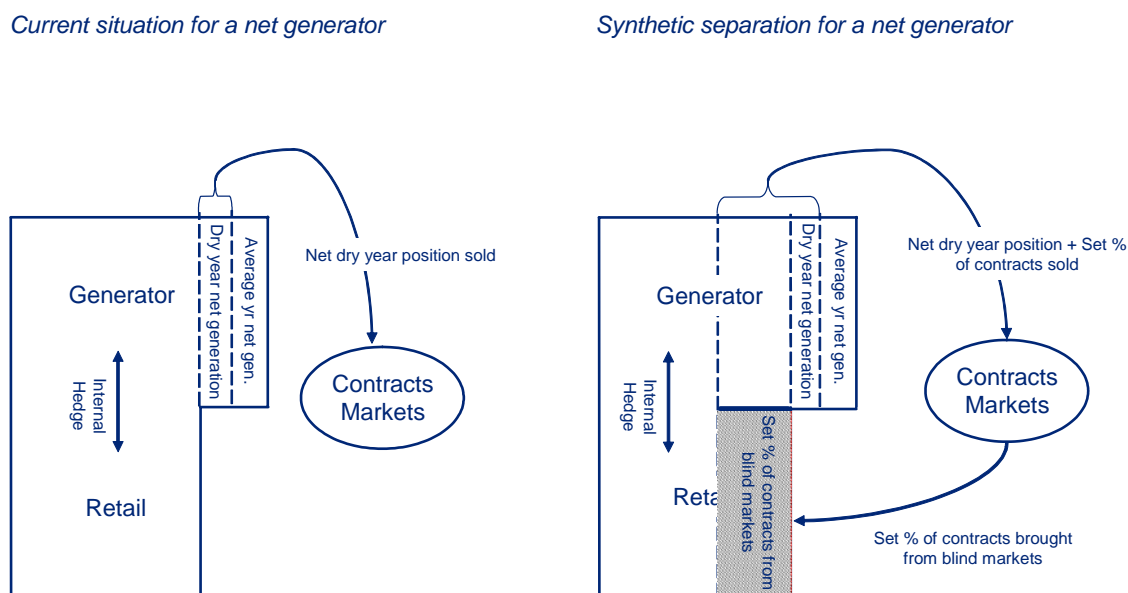 Current situation for a net generator
Generator
Internal
Hedge
Retail
Dry year net generation
Average yr net gen.
Net dry year position sold
Contracts
Markets
Synthetic separation for a net generator
Generator
Internal
Hedge
Reta
Dry year net generation
Average yr net gen.
Set % of contracts from
blind markets
Net dry year position + Set %
of contracts sold
Contracts
Markets
Set % of contracts brought
from blind markets